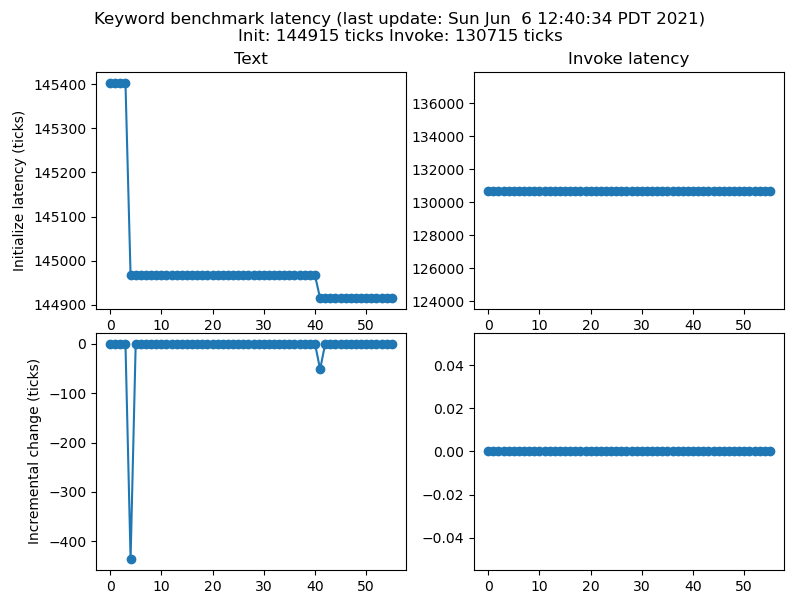 Keyword benchmark latency (last update: Sun Jun  6 12:40:34 PDT 2021)
Init: 144915 ticks Invoke: 130715 ticks
Text
Invoke latency
Initialize latency (ticks)
145400
145300
145200
145100
145000
144900
0 10 20 30 40 50
136000
134000
132000
130000
128000
126000
124000
0 10 20 30 40 50
Incremental change (ticks)
0
−100
−200
−300
−400
0 10 20 30 40 50
0.04
0.02
0.00
−0.02
−0.04
0 10 20 30 40 50